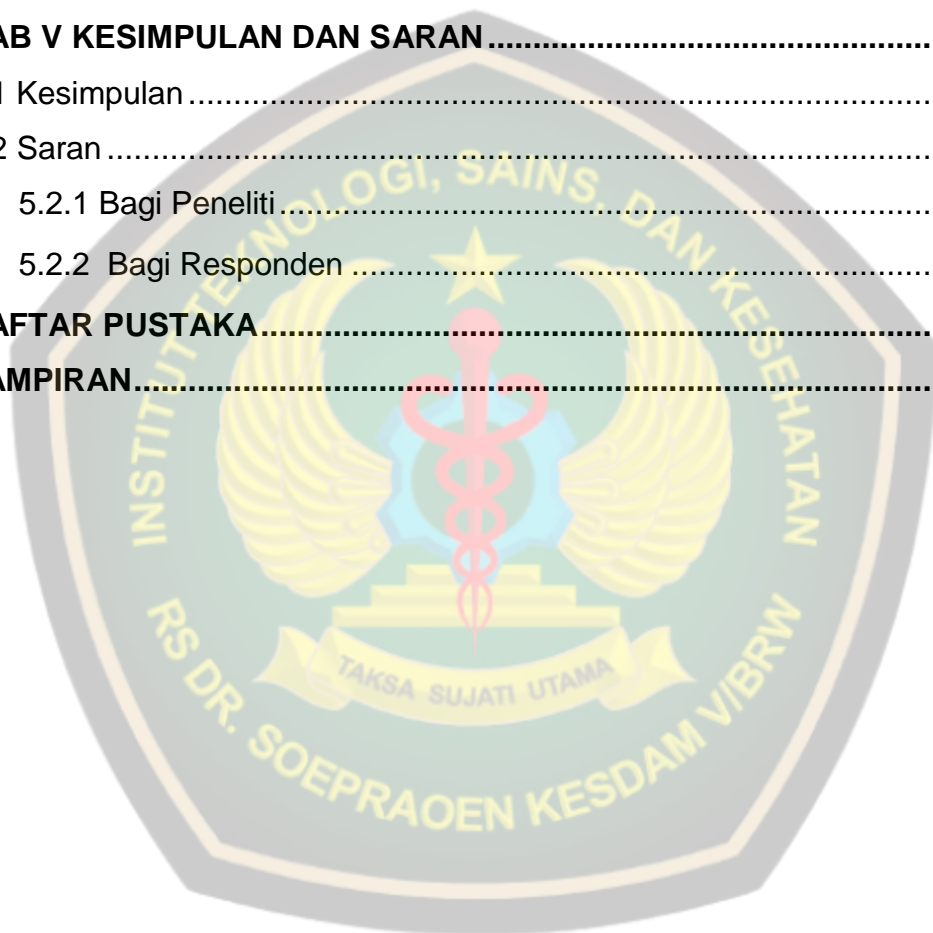 AB V KESIMPULAN DAN SARAN................................................
1 Kesimpulan................................................................................
2 Saran..........................................................................................
5.2.1 Bagi Peneliti.......................................................................
5.2.2 Bagi Responden................................................................
AFTAR PUSTAKA..........................................................................
AMPIRAN........................................................................................
INSTITUT TEKNOLOGI, SAINS, DAN KESEHATAN
TAKSA SUJATI UTAMA
RS DR. SOEPRAOEN KESDAM V/BRW